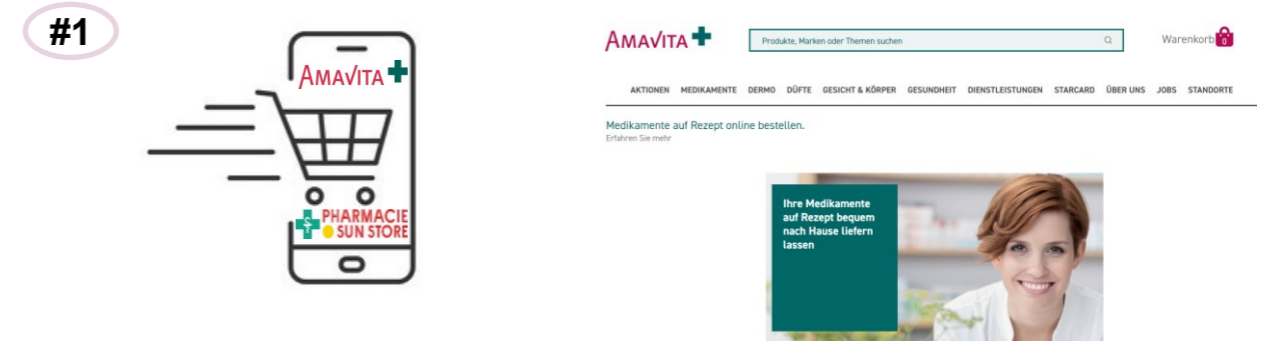 #1
AMAVITA
PHARMACIE
SUN STORE
AMAVITA
Produkte, Marken oder Themen suchen
Warenkorb
0
AKTIONEN MEDIKAMENTE DERMO DÜFTE GESICHT & KÖRPER GESUNDHEIT DIENSTLEISTUNGEN STARCARD ÜBER UNS JOBS STANDORTE
Medikamente auf Rezept online bestellen.
Erfahren Sie mehr
Ihre Medikamente
auf Rezept bequem
nach Hause liefern
lassen